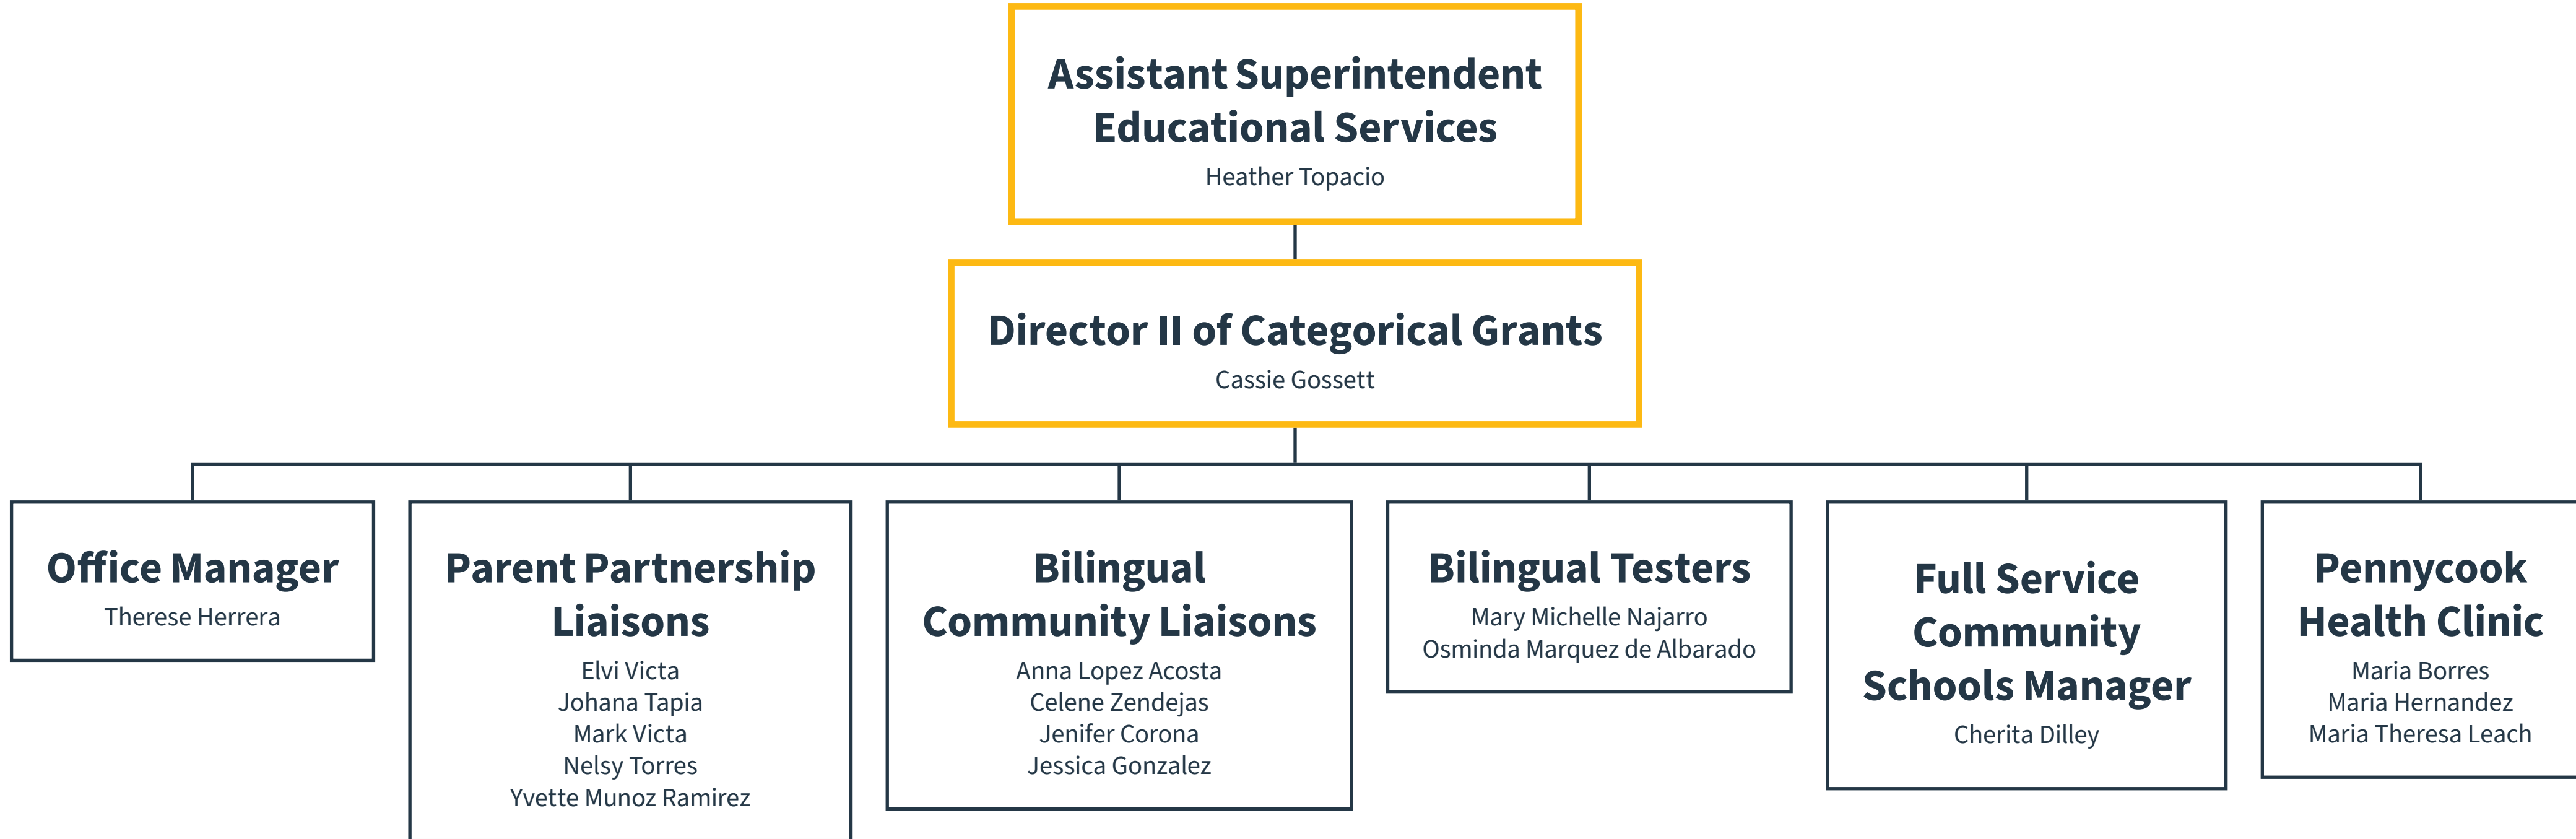 Assistant Superintendent
Educational Services
Heather Topacio
Director II of Categorical Grants
Cassie Gossett
Office Manager
Therese Herrera
Parent Partnership
Liaisons
Elvi Victa
Johana Tapia
Mark Victa
Nelsy Torres
Yvette Munoz Ramirez
Bilingual
Community Liaisons
Anna Lopez Acosta
Celene Zendejas
Jenifer Corona
Jessica Gonzalez
Bilingual Testers
Mary Michelle Najarro
Osminda Marquez de Albarado
Full Service
Community
Schools Manager
Cherita Dilley
Pennycook
Health Clinic
Maria Borres
Maria Hernandez
Maria Theresa Leach